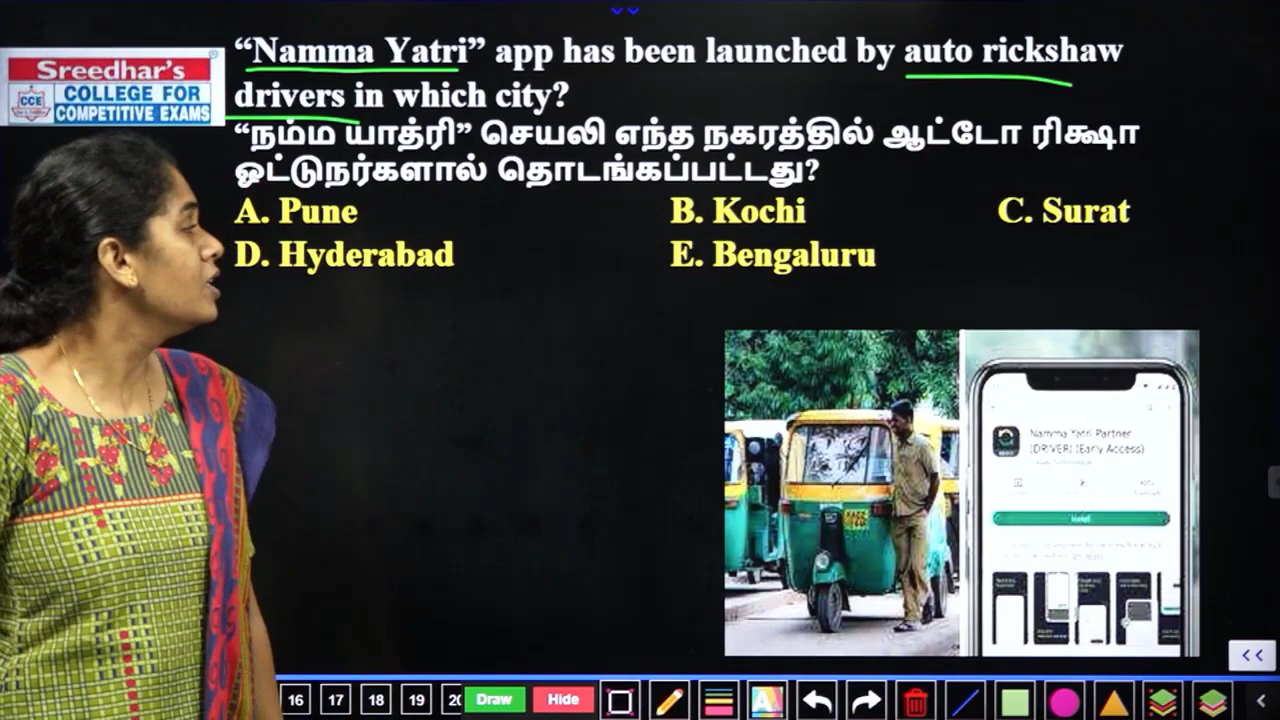 “Namma Yatri” app has been launched by auto rickshaw
drivers in which city?
“நம்ம யாத்ரி” செயலி எந்த நகரத்தில் ஆட்டோ ரிக்ஷா
ஓட்டுநர்களால் தொடங்கப்பட்டது?
A. Pune B. Kochi C. Surat
D. Hyderabad E. Bengaluru
Sreedhar's
CCE
COLLEGE FOR
COMPETITIVE EXAMS
Namma Yatri Partner
[DRIVER] (Early Access)
Install
16 17 18 19 20 Draw Hide